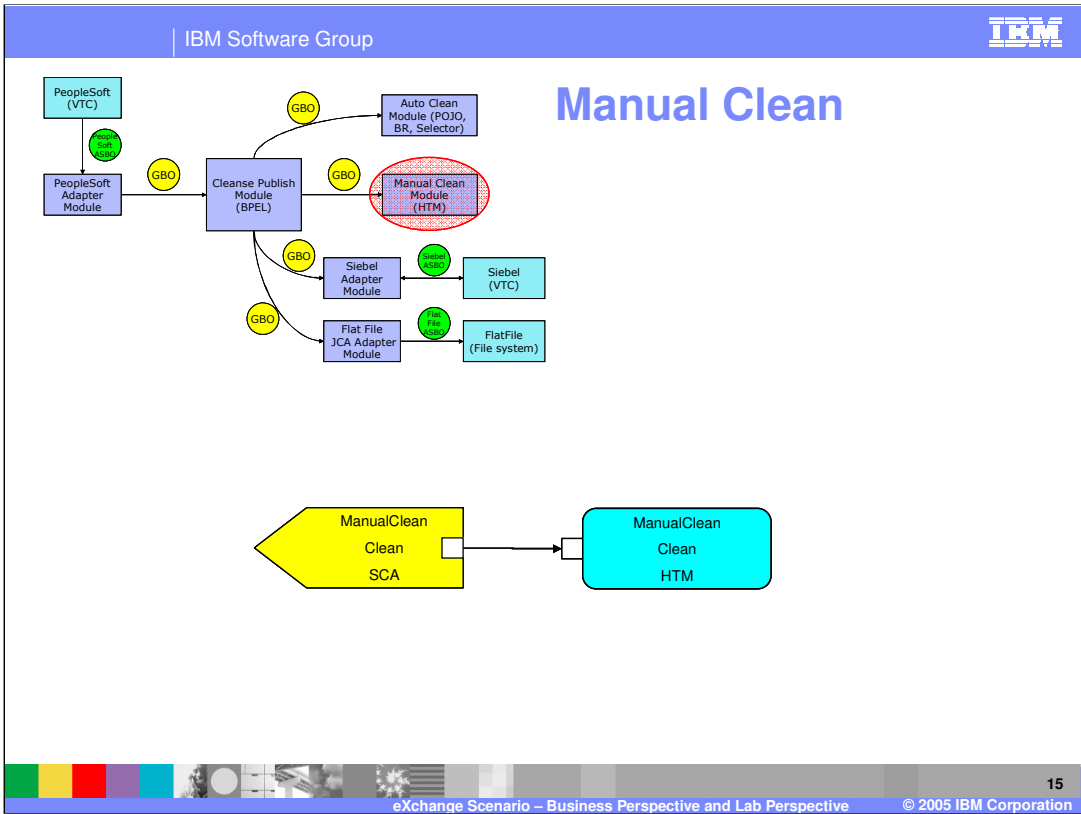 IBM Software Group
IBM
Manual Clean
PeopleSoft
(VTC)
People
Soft
ASBO
PeopleSoft
Adapter
Module
GBO
Cleanse Publish
Module
(BPEL)
GBO
Auto Clean
Module (POJO,
BR, Selector)
GBO
Manual Clean
Module
(HTM)
GBO
Siebel
Adapter
Module
Siebel
ASBO
Siebel
(VTC)
GBO
Flat File
JCA Adapter
Module
Flat
File
ASBO
FlatFile
(File system)
ManualClean
Clean
SCA
ManualClean
Clean
HTM
15
eXchange Scenario – Business Perspective and Lab Perspective
© 2005 IBM Corporation